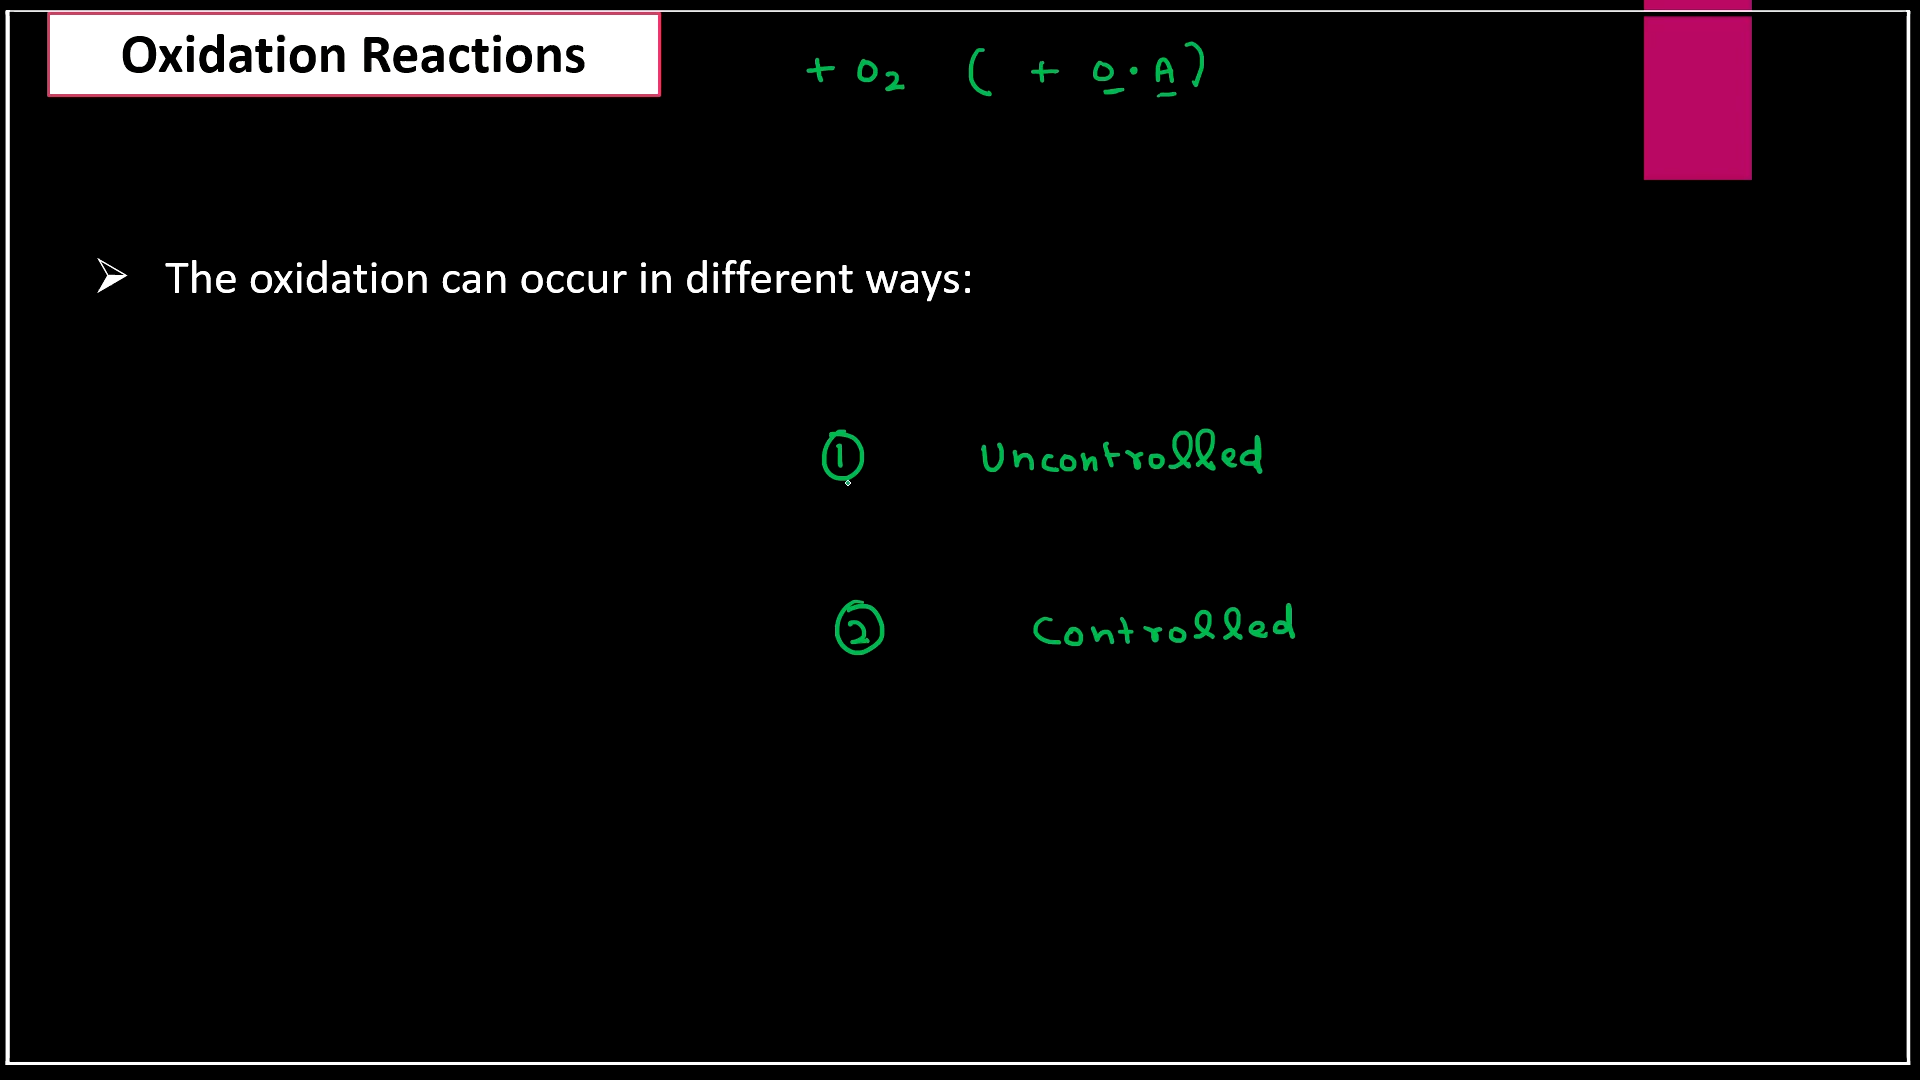 Oxidation Reactions
+ O₂ ( + O·A)
➢ The oxidation can occur in different ways:
① Uncontrolled
② Controlled